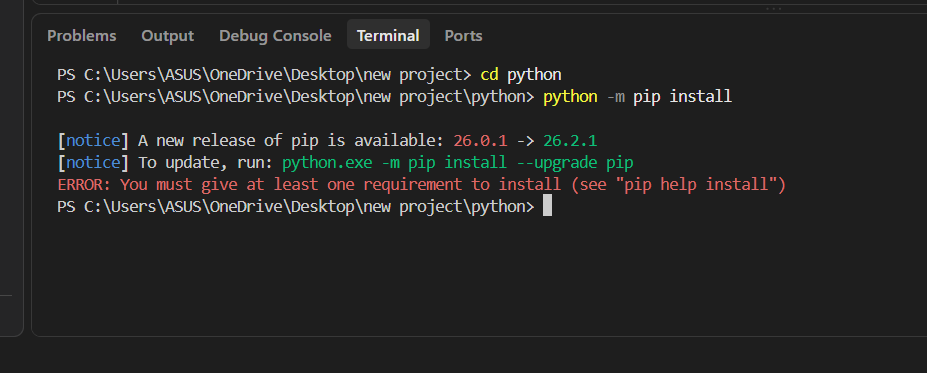 Problems Output Debug Console Terminal Ports
PS C:\Users\ASUS\OneDrive\Desktop\new project> cd python
PS C:\Users\ASUS\OneDrive\Desktop\new project\python> python -m pip install
[notice] A new release of pip is available: 26.0.1 -> 26.2.1
[notice] To update, run: python.exe -m pip install --upgrade pip
ERROR: You must give at least one requirement to install (see "pip help install")
PS C:\Users\ASUS\OneDrive\Desktop\new project\python>